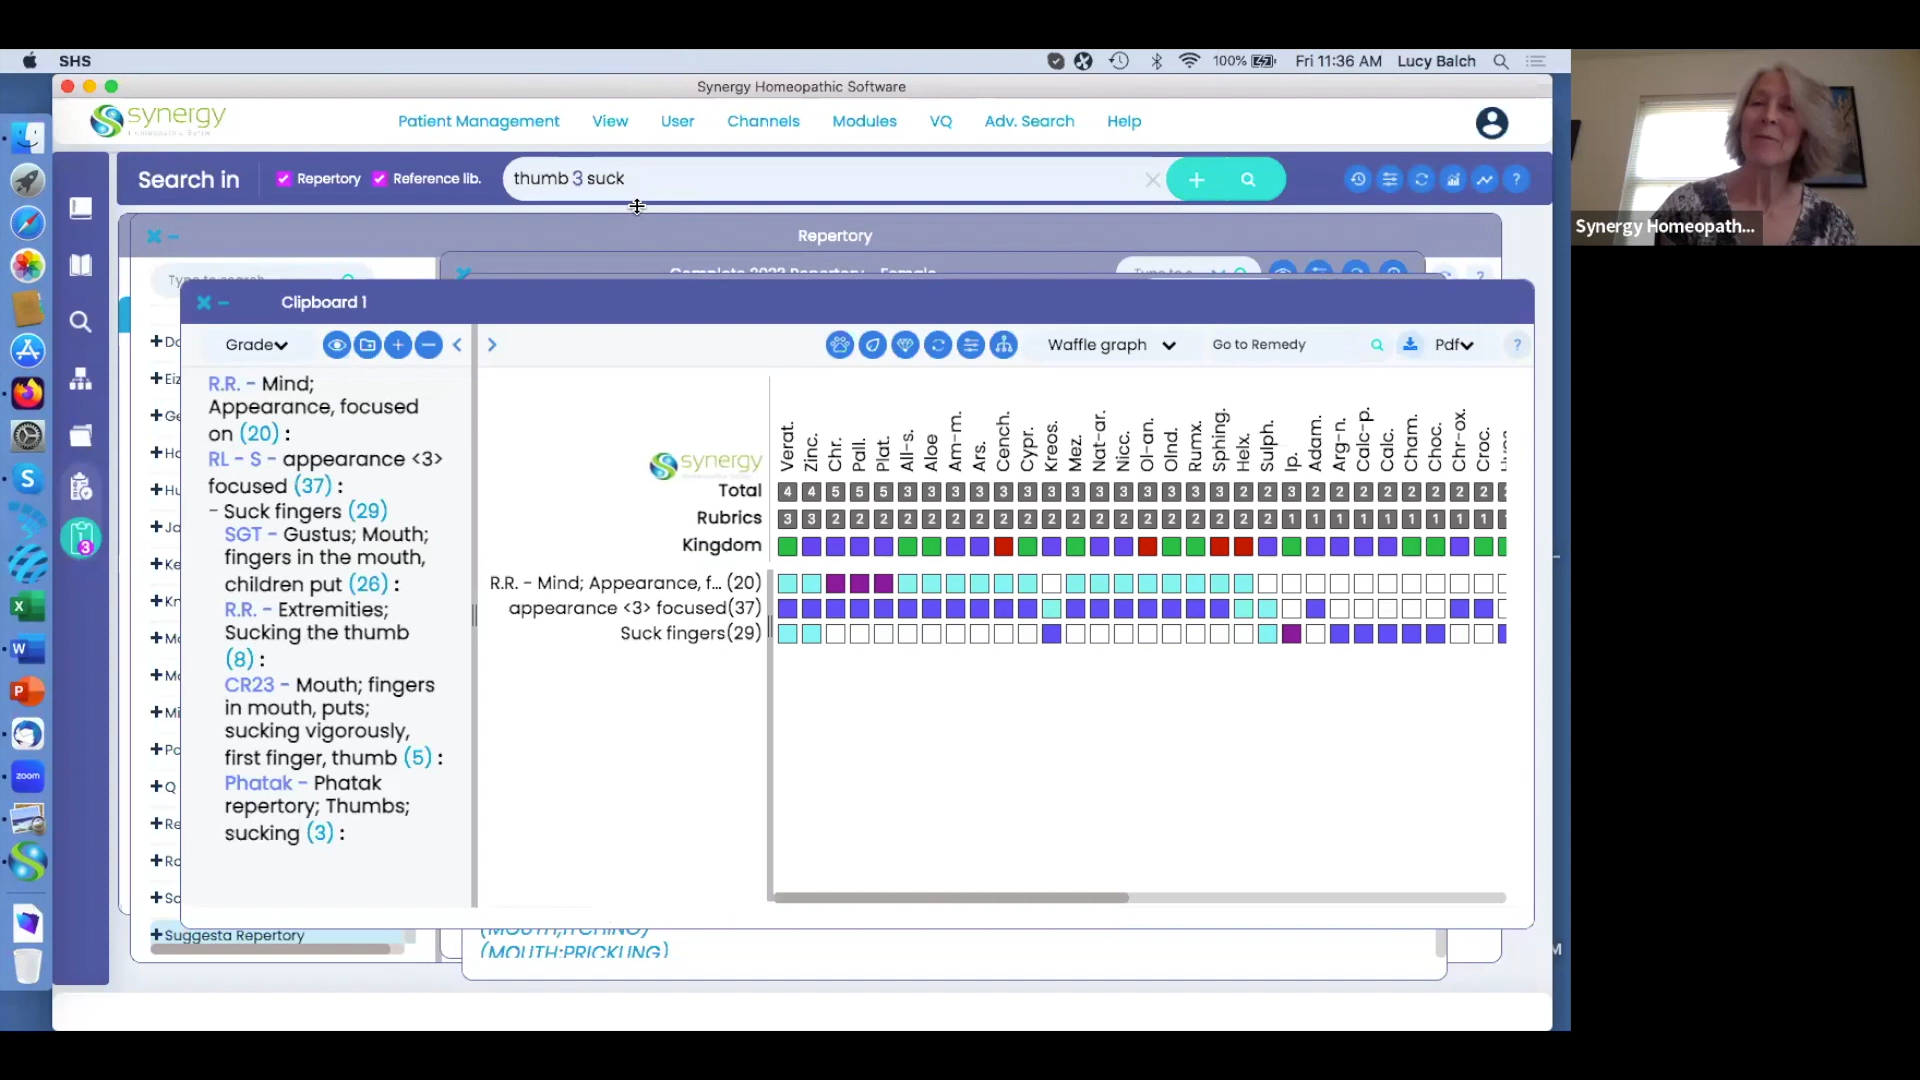 SHS
100%
Fri 11:36 AM
Lucy Balch
Synergy Homeopathic Software
synergy
Patient Management
View
User
Channels
Modules
VQ
Adv. Search
Help
Search in
Repertory
Reference lib.
thumb 3 suck
Synergy Homeopath...
Repertory
Complete 2023 Repertory - Female
Clipboard 1
Grade
Waffle graph
Go to Remedy
Pdf
R.R. - Mind;
Appearance, focused
on (20) :
RL - S - appearance <3>
focused (37) :
- Suck fingers (29)
SGT - Gustus; Mouth;
fingers in the mouth,
children put (26) :
R.R. - Extremities;
Sucking the thumb
(8) :
CR23 - Mouth; fingers
in mouth, puts;
sucking vigorously,
first finger, thumb (5) :
Phatak - Phatak
repertory; Thumbs;
sucking (3) :
synergy
Verat. Zinc. Chr. Pall. Plat. All-s. Aloe Am-m. Ars. Cench. Cypr. Kreos. Mez. Nat-ar. Nicc. Ol-an. Olnd. Rumx. Sphing. Helx. Sulph. Ip. Adam. Arg-n. Calc-p. Calc. Cham. Choc. Chr-ox. Croc.
Total 4 4 5 5 5 3 3 3 3 3 3 3 3 3 3 3 3 3 3 2 2 3 2 2 2 2 2 2 2 2
Rubrics 3 3 2 2 2 2 2 2 2 2 2 2 2 2 2 2 2 2 2 2 2 1 1 1 1 1 1 1 1 1
Kingdom
R.R. - Mind; Appearance, f... (20)
appearance <3> focused(37)
Suck fingers(29)
+Suggesta Repertory
(MOUTH;ITCHING)
(MOUTH;PRICKLING)
zoom